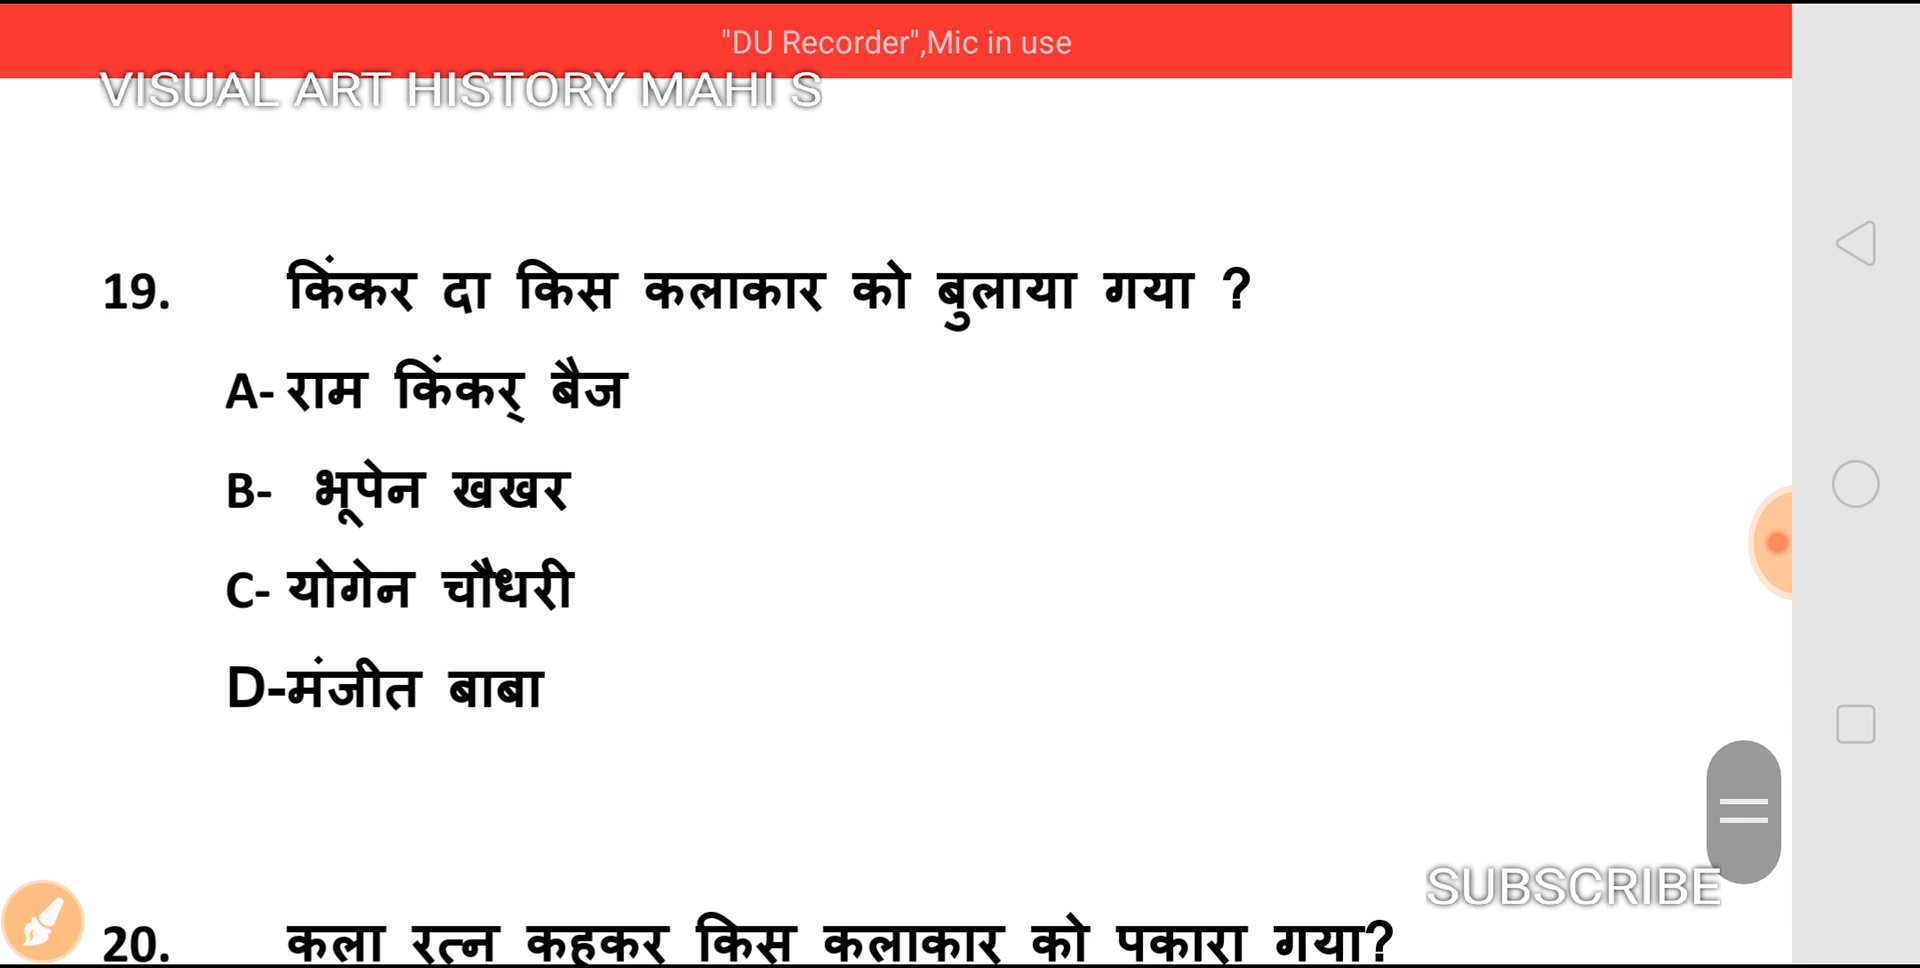 "DU Recorder",Mic in use
VISUAL ART HISTORY MAHI S
19. किंकर दा किस कलाकार को बुलाया गया ?
A- राम किंकर् बैज
B- भूपेन खखर
C- योगेन चौधरी
D-मंजीत बाबा
SUBSCRIBE
20. कला रत्न कहकर किस कलाकार को पकारा गया?